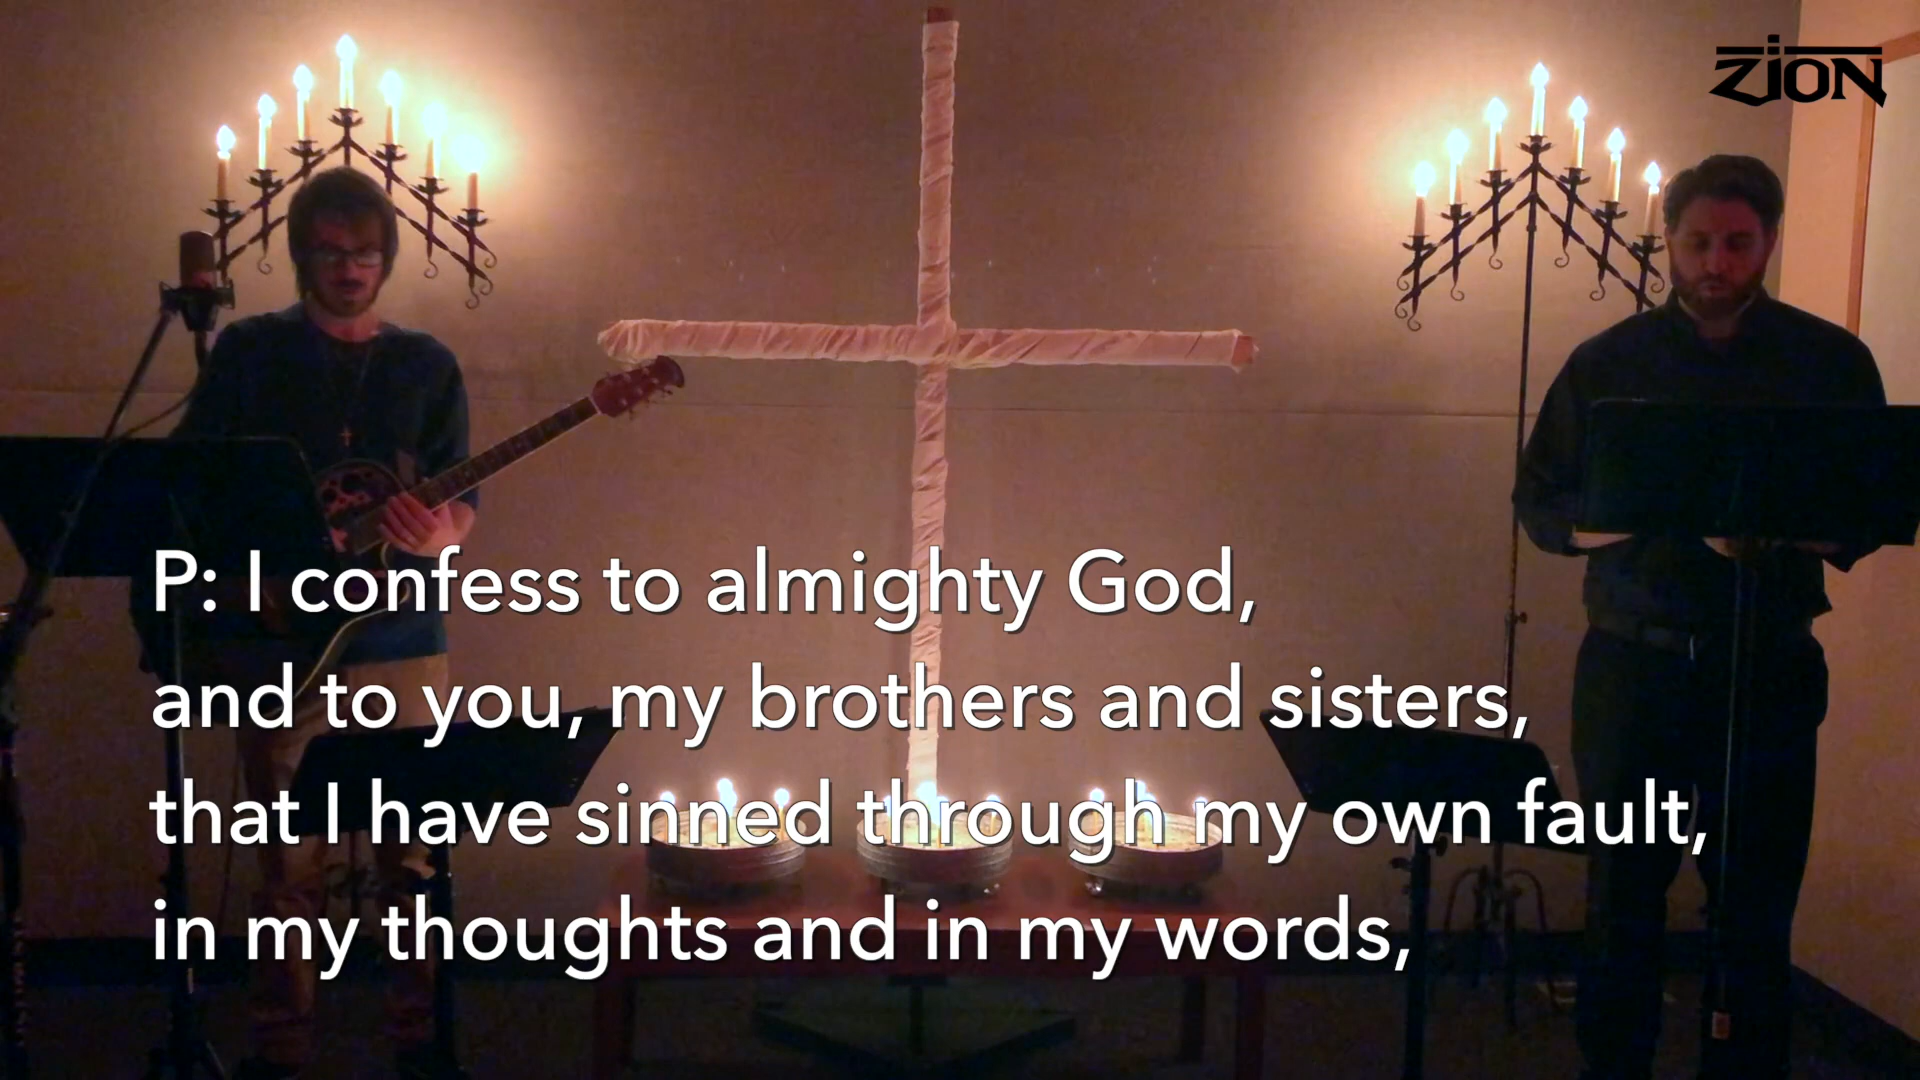 ZION
P: I confess to almighty God,
and to you, my brothers and sisters,
that I have sinned through my own fault,
in my thoughts and in my words,